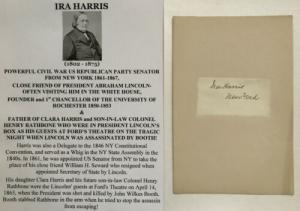 IRA HARRIS
(1802 - 1875)
POWERFUL CIVIL WAR US REPUBLICAN PARTY SENATOR
FROM NEW YORK 1861-1867.
CLOSE FRIEND OF PRESIDENT ABRAHAM LINCOLN-
OFTEN VISITING HIM IN THE WHITE HOUSE,
FOUNDER and 1st CHANCELLOR OF THE UNIVERSITY OF
ROCHESTER 1850-1853
&
FATHER OF CLARA HARRIS and SON-IN-LAW COLONEL
HENRY RATHBONE WHO WERE IN PRESIDENT LINCOLN'S
BOX AS HIS GUESTS AT FORD'S THEATRE ON THE TRAGIC
NIGHT WHEN LINCOLN WAS ASSASSINATED BY BOOTH!
Harris was also a Delegate to the 1846 NY Constitutional
Convention, and served as a Whig in the NY State Assembly in the
1840s. In 1861, he was appointed US Senator from NY to take the
place of his close friend William H. Seward who resigned when
appointed Secretary of State by Lincoln.
His daughter Clara Harris and his future son-in-law Colonel Henry
Rathbone were the Lincolns' guests at Ford's Theatre on April 14,
1865, when the President was shot and killed by John Wilkes Booth.
Booth stabbed Rathbone in the arm when he tried to stop the assassin
from escaping!
Ira Harris